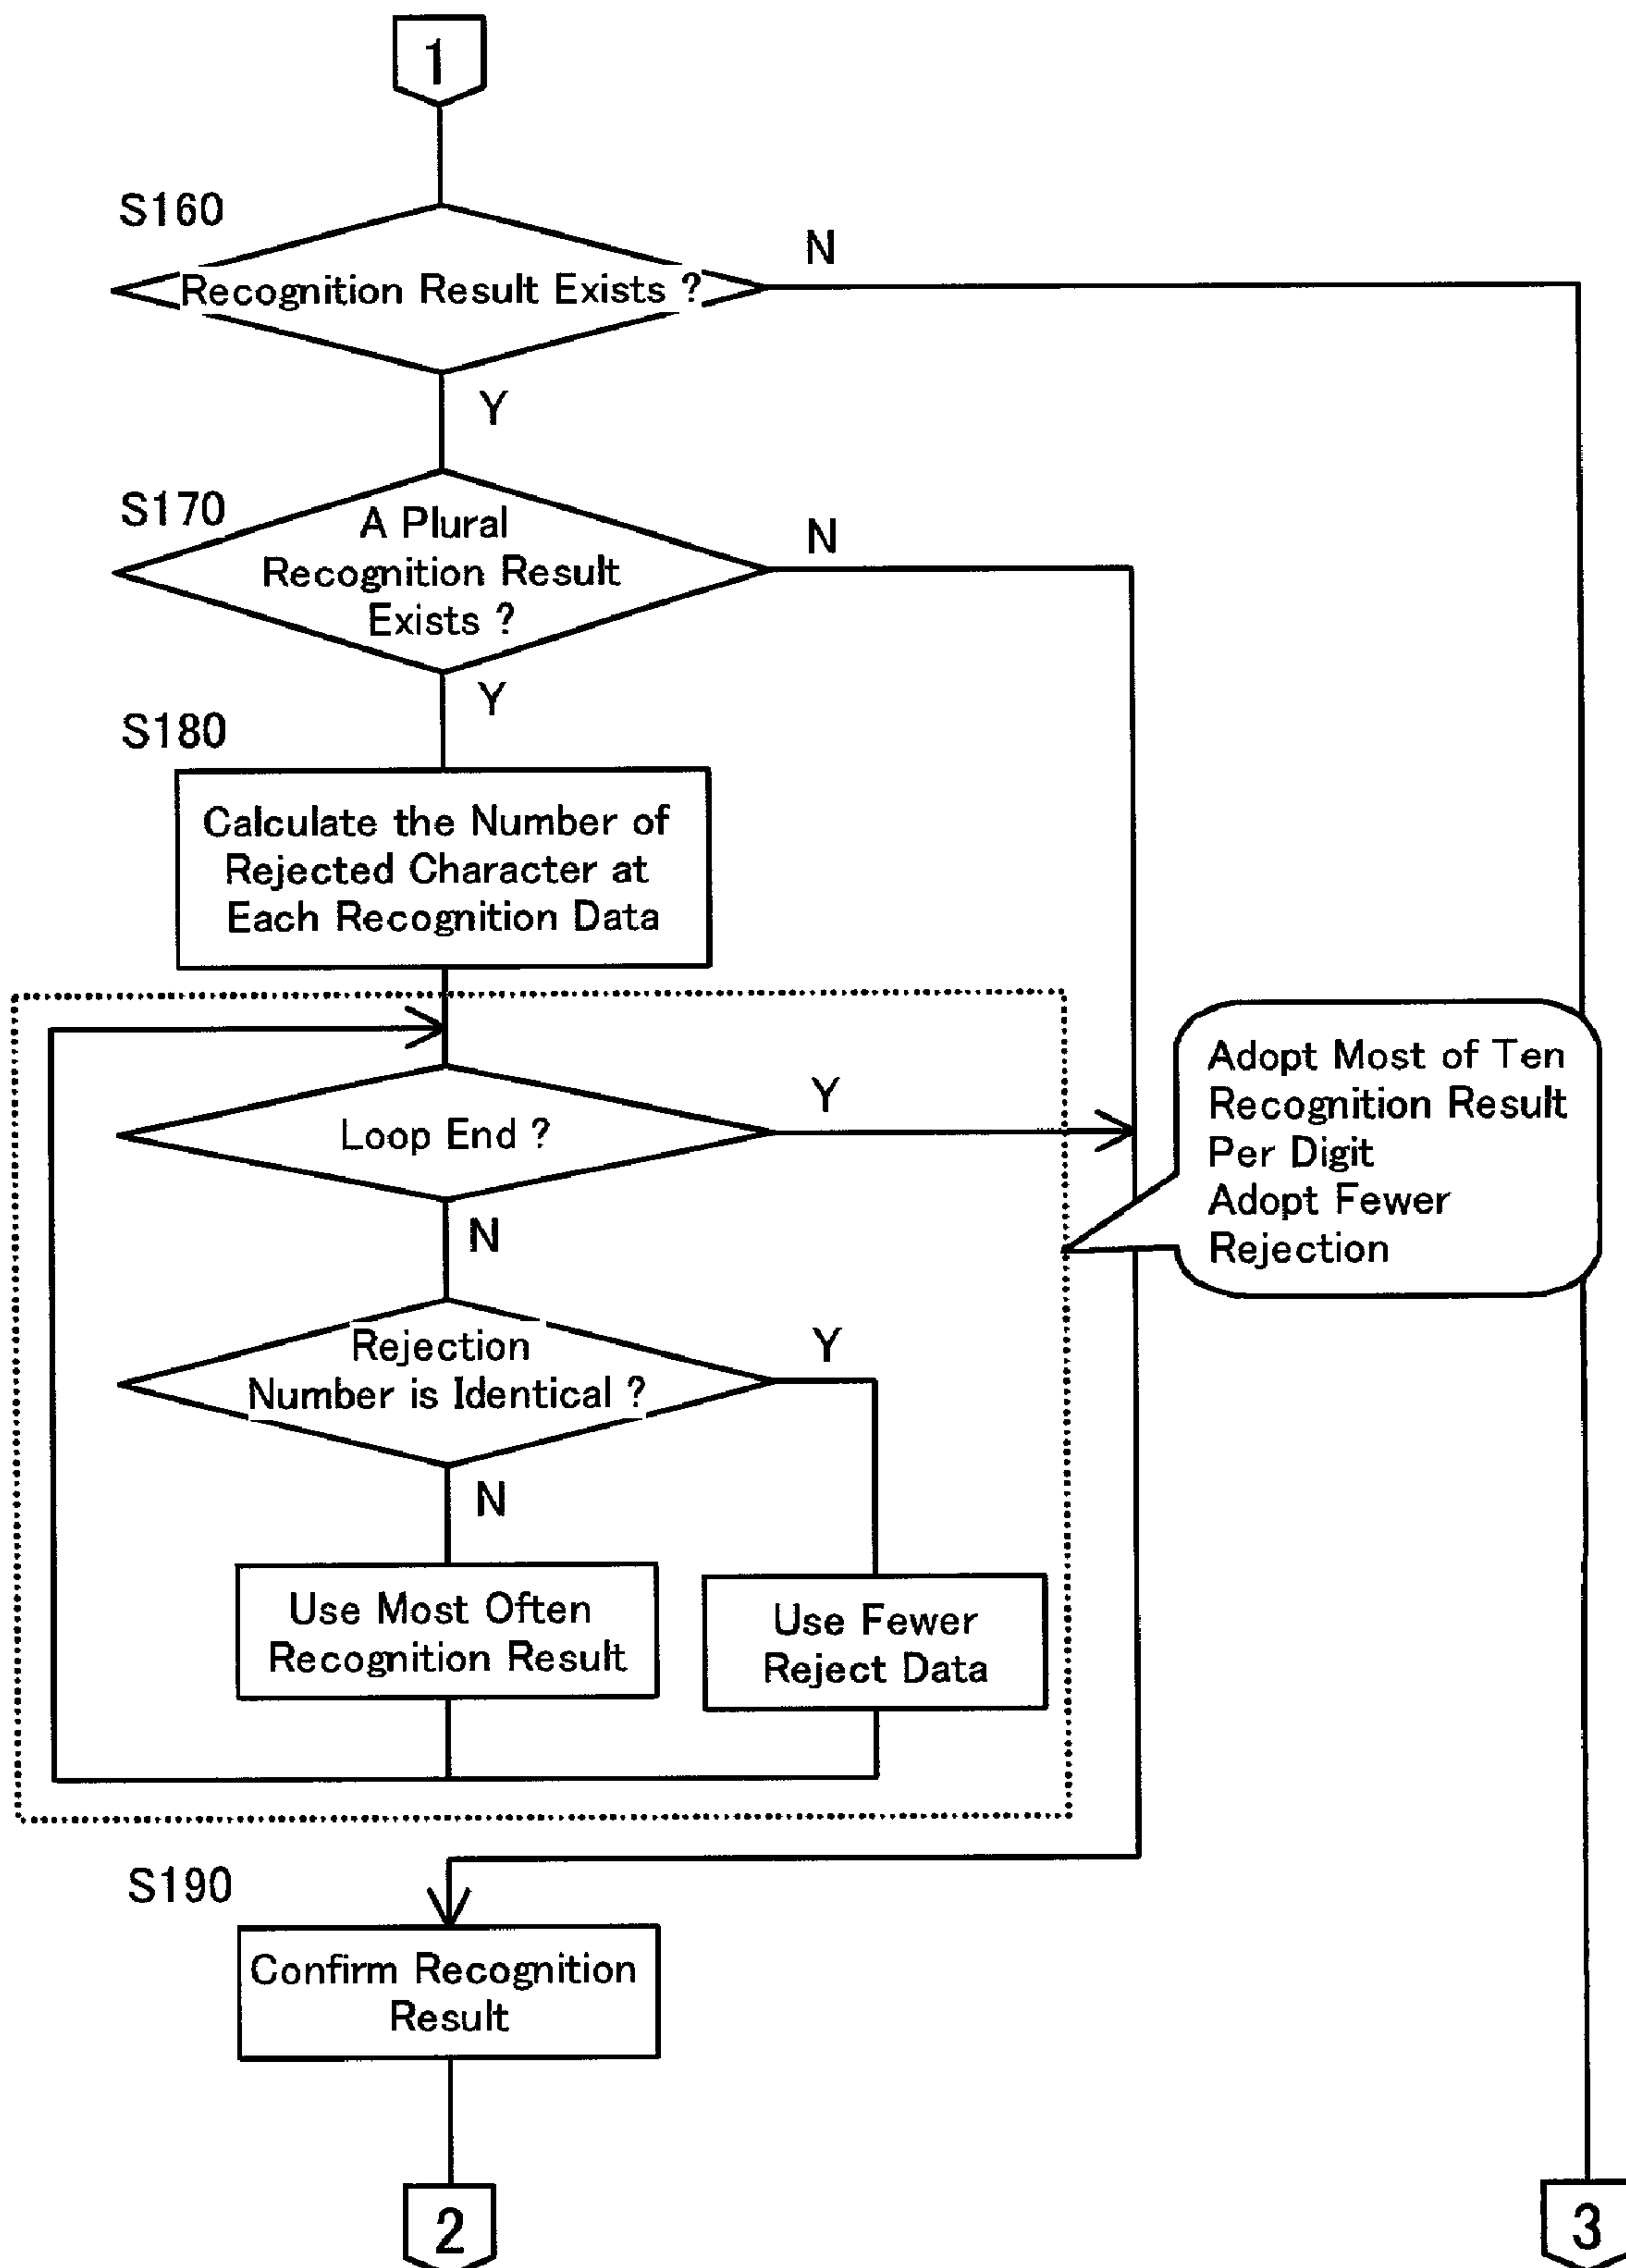 1
S160
Recognition Result Exists ?
N
Y
S170
A Plural
Recognition Result
Exists ?
N
Y
S180
Calculate the Number of
Rejected Character at
Each Recognition Data
Loop End ?
Y
N
Adopt Most of Ten
Recognition Result
Per Digit
Adopt Fewer
Rejection
Rejection
Number is Identical ?
Y
N
Use Most Often
Recognition Result
Use Fewer
Reject Data
S190
Confirm Recognition
Result
2
3